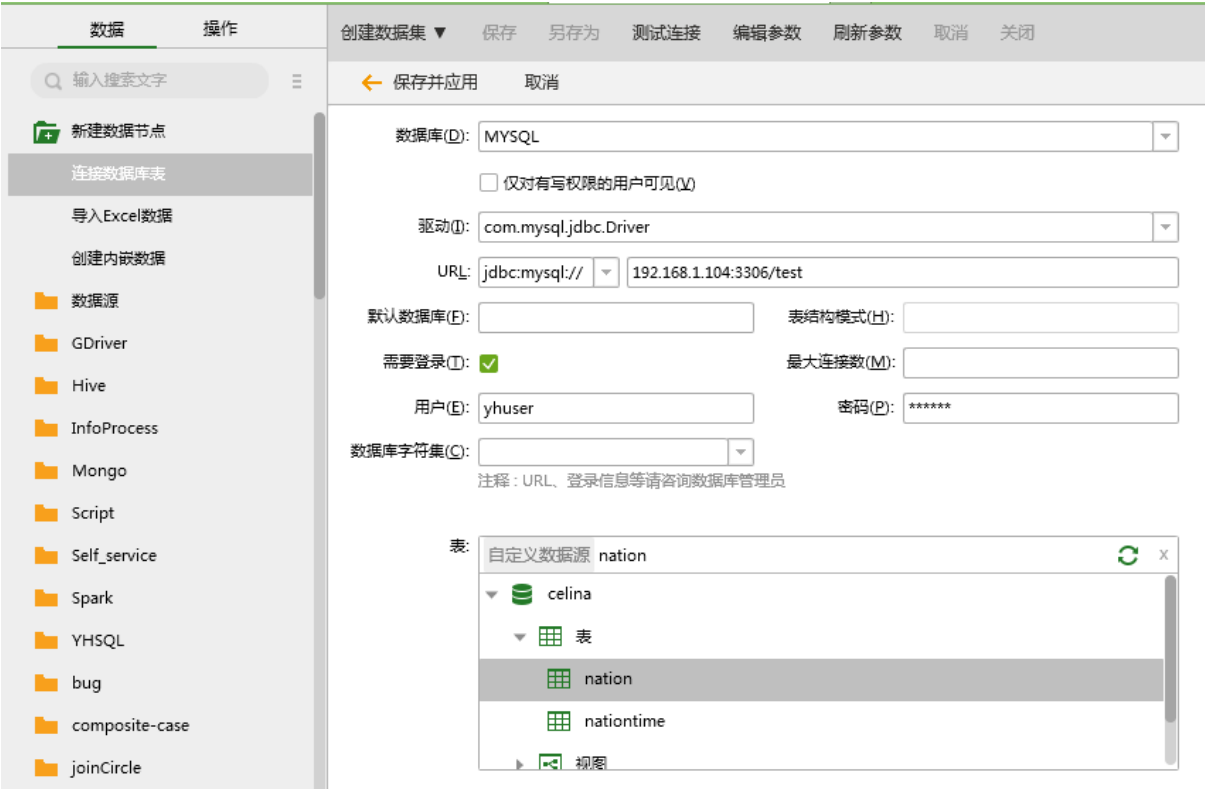 数据 操作
创建数据集 ▼ 保存 另存为 测试连接 编辑参数 刷新参数 取消 关闭
输入搜索文字
保存并应用 取消
新建数据节点
连接数据库表
导入Excel数据
创建内嵌数据
数据源
GDriver
Hive
InfoProcess
Mongo
Script
Self_service
Spark
YHSQL
bug
composite-case
joinCircle
数据库(D): MYSQL
仅对有写权限的用户可见(V)
驱动(I): com.mysql.jdbc.Driver
URL: jdbc:mysql:// 192.168.1.104:3306/test
默认数据库(F): 表结构模式(H):
需要登录(T): 最大连接数(M):
用户(E): yhuser 密码(P): ******
数据库字符集(C):
注释 : URL、登录信息等请咨询数据库管理员
表: 自定义数据源 nation x
celina
表
nation
nationtime
视图